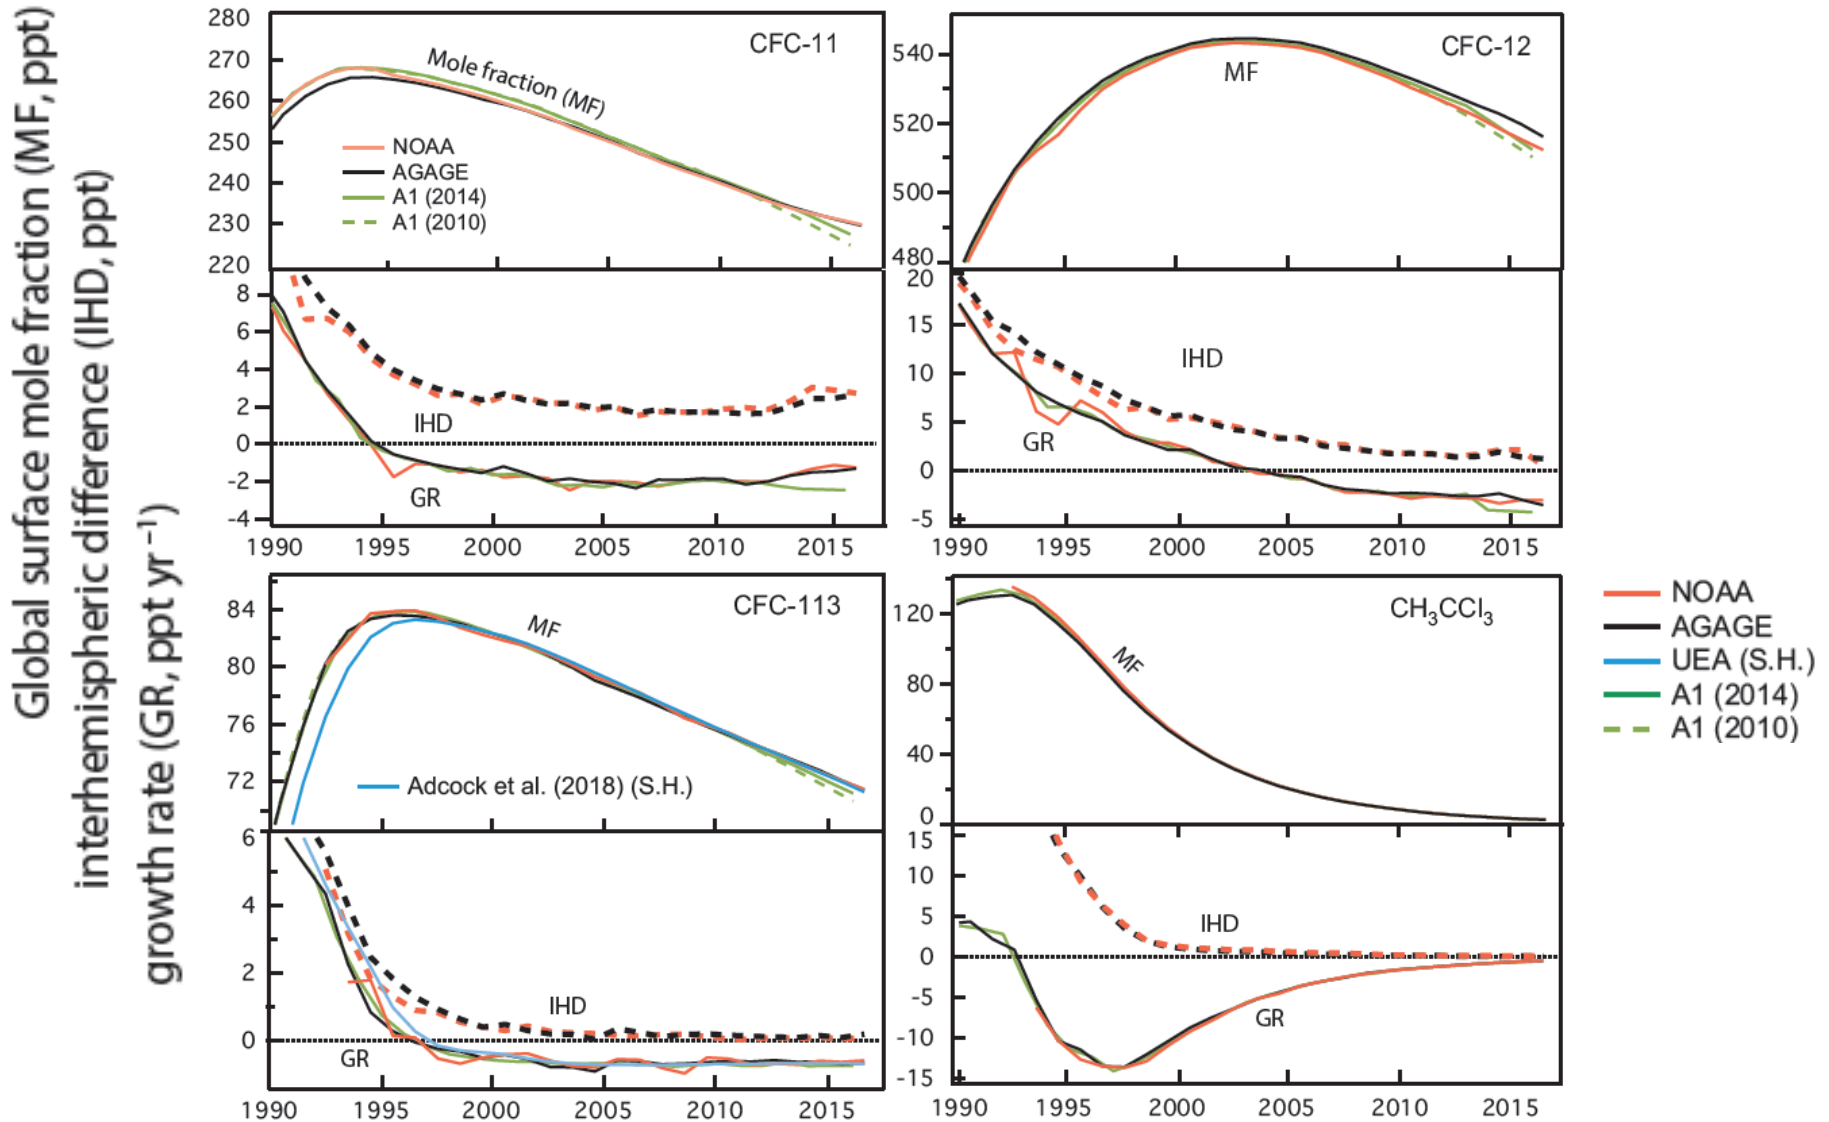 Global surface mole fraction (MF, ppt)
interhemispheric difference (IHD, ppt)
growth rate (GR, ppt yr⁻¹)
CFC-11
280
270
260
250
240
230
220
Mole fraction (MF)
NOAA
AGAGE
A1 (2014)
A1 (2010)
8
6
4
2
0
-2
-4
IHD
GR
1990 1995 2000 2005 2010 2015
CFC-12
540
520
500
480
MF
20
15
10
5
0
-5
IHD
GR
1990 1995 2000 2005 2010 2015
CFC-113
84
80
76
72
MF
Adcock et al. (2018) (S.H.)
6
4
2
0
IHD
GR
1990 1995 2000 2005 2010 2015
CH₃CCl₃
120
80
40
0
MF
15
10
5
0
-5
-10
-15
IHD
GR
1990 1995 2000 2005 2010 2015
NOAA
AGAGE
UEA (S.H.)
A1 (2014)
A1 (2010)